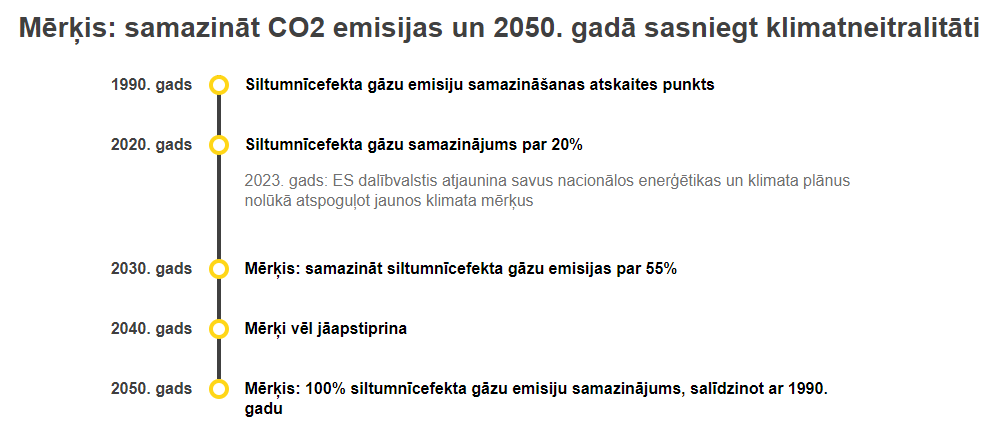 Mērķis: samazināt CO2 emisijas un 2050. gadā sasniegt klimatneitralitāti
1990. gads
Siltumnīcefekta gāzu emisiju samazināšanas atskaites punkts
2020. gads
Siltumnīcefekta gāzu samazinājums par 20%
2023. gads: ES dalībvalstis atjaunina savus nacionālos enerģētikas un klimata plānus
nolūkā atspoguļot jaunos klimata mērķus
2030. gads
Mērķis: samazināt siltumnīcefekta gāzu emisijas par 55%
2040. gads
Mērķi vēl jāapstiprina
2050. gads
Mērķis: 100% siltumnīcefekta gāzu emisiju samazinājums, salīdzinot ar 1990.
gadu